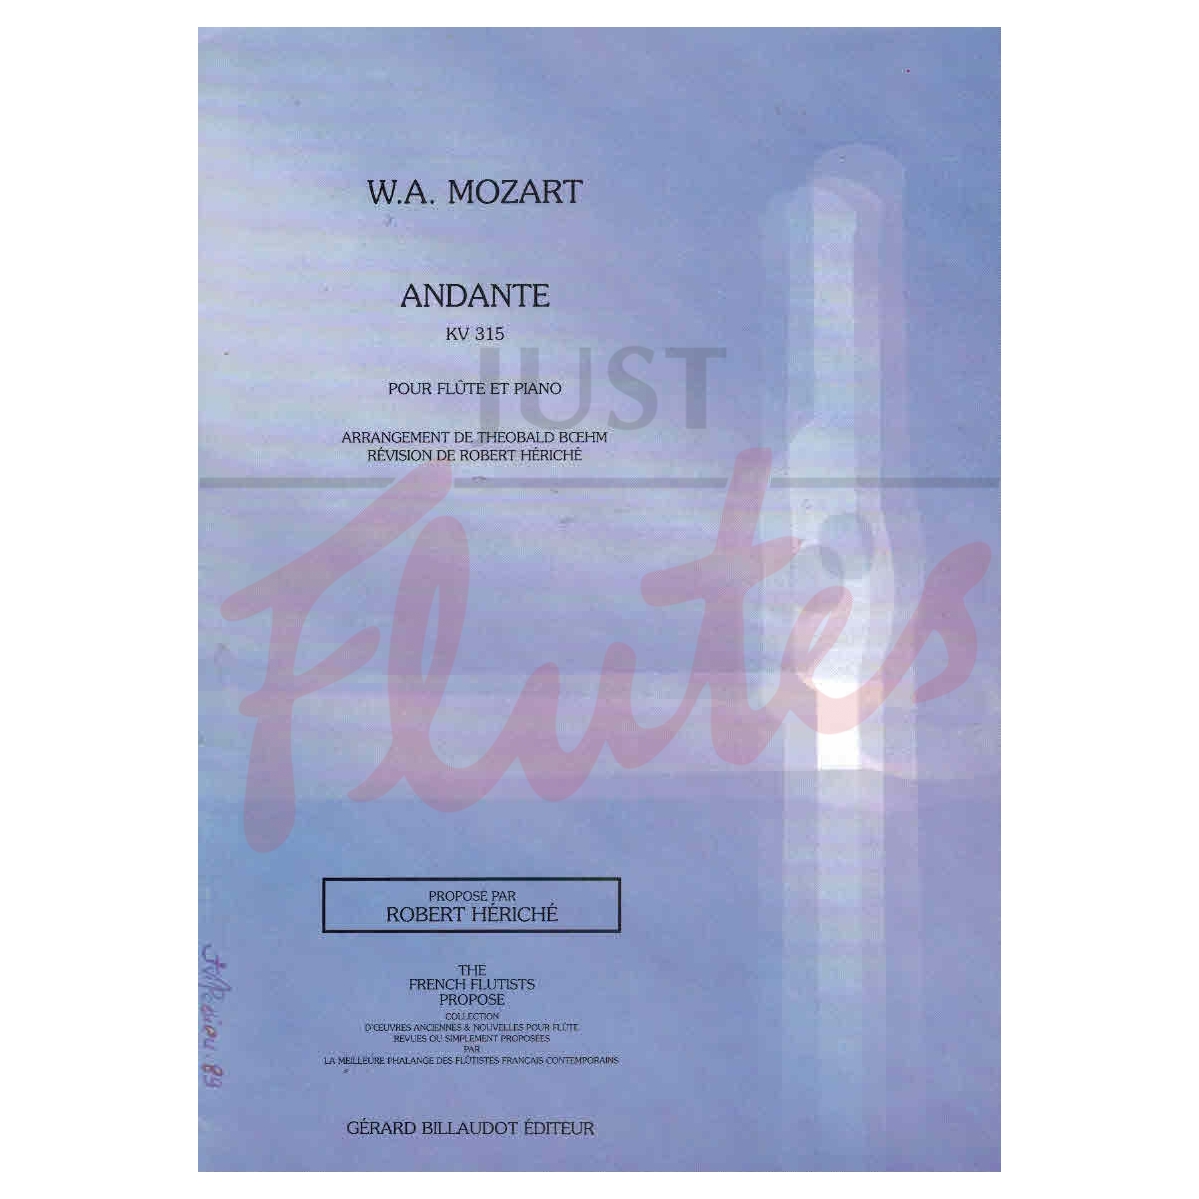 W.A. MOZART
ANDANTE
KV 315
JUST
POUR FLÛTE ET PIANO
ARRANGEMENT DE THEOBALD BŒHM
RÉVISION DE ROBERT HÉRICHÉ
Flutes
PROPOSÉ PAR
ROBERT HÉRICHÉ
THE
FRENCH FLUTISTS
PROPOSE
COLLECTION
D'ŒUVRES ANCIENNES & NOUVELLES POUR FLÛTE
REVUES OU SIMPLEMENT PROPOSÉES
PAR
LA MEILLEURE PHALANGE DES FLÛTISTES FRANÇAIS CONTEMPORAINS
89
GÉRARD BILLAUDOT ÉDITEUR